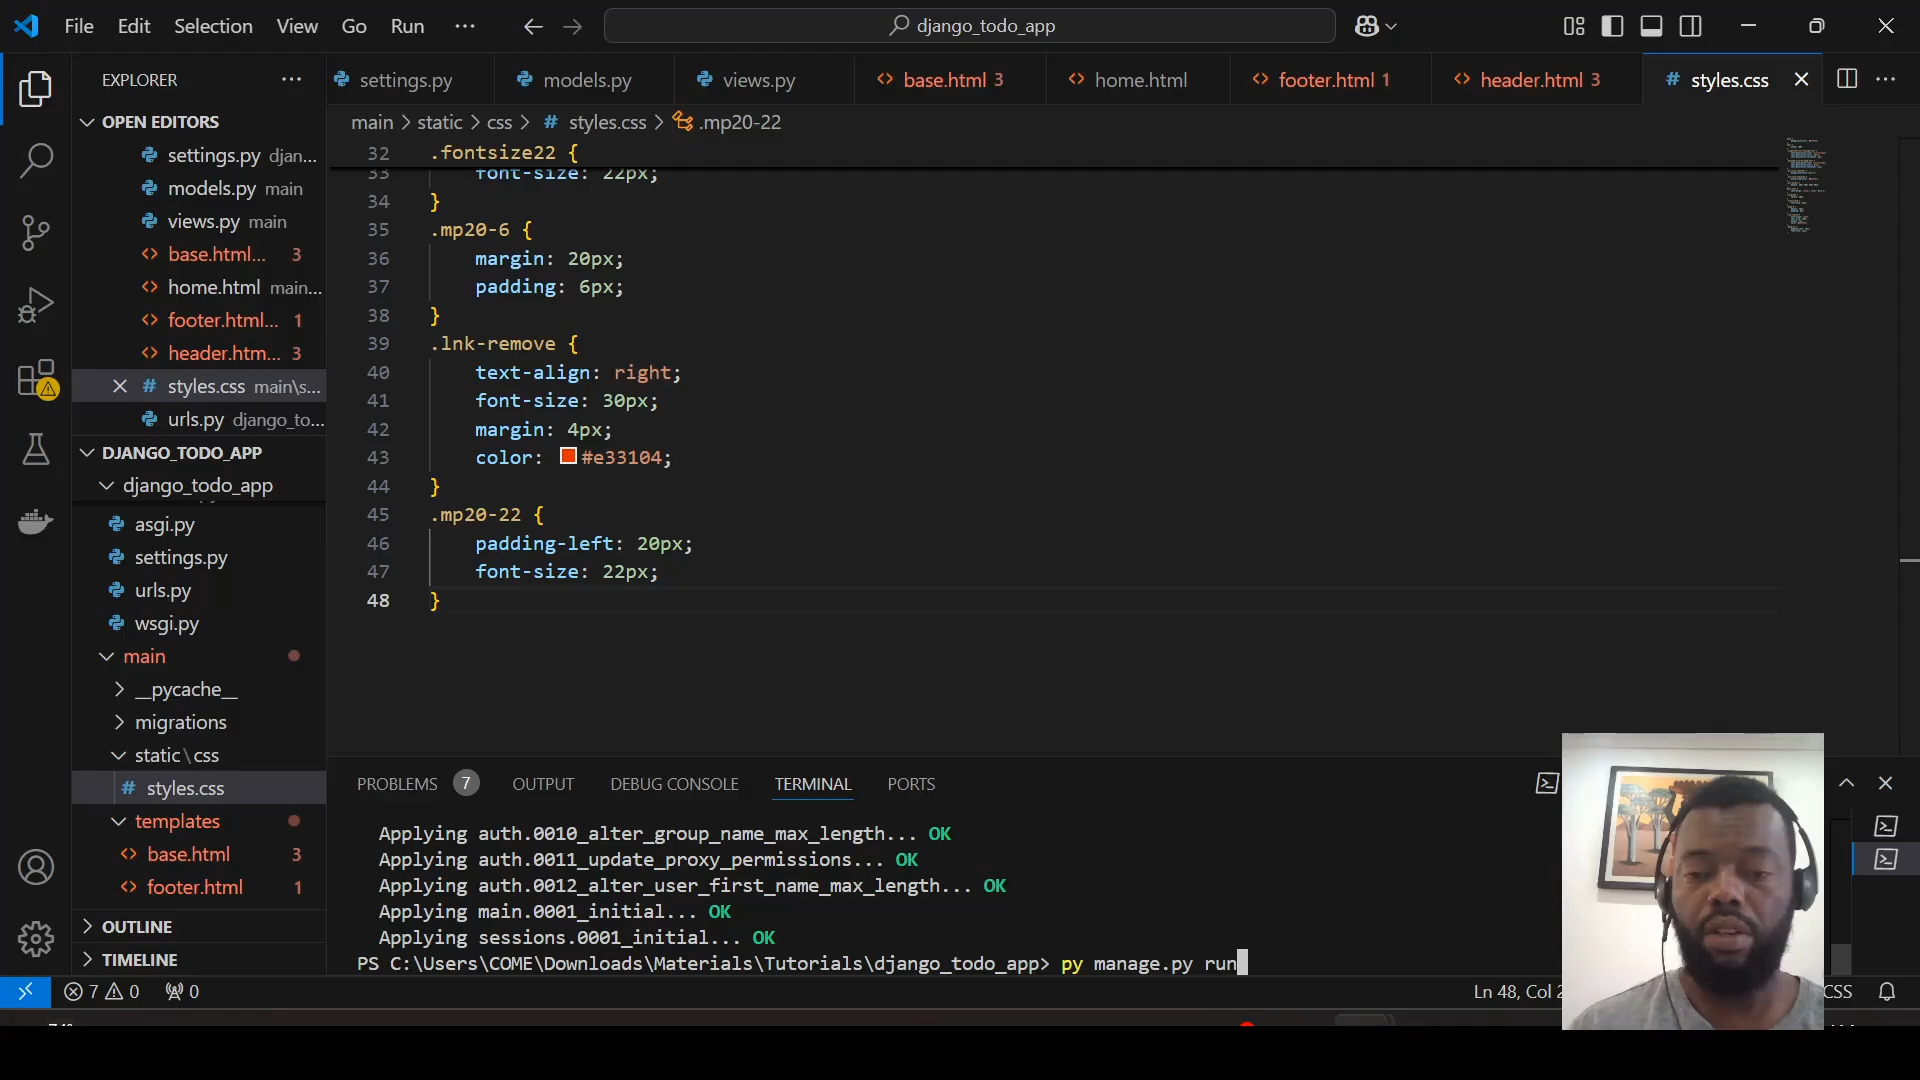 File Edit Selection View Go Run ··· django_todo_app
EXPLORER ···
settings.py models.py views.py base.html 3 home.html footer.html 1 header.html 3 styles.css ···
OPEN EDITORS
settings.py djan...
models.py main
views.py main
base.html... 3
home.html main...
footer.html... 1
header.htm... 3
styles.css main\s...
urls.py django_to...
DJANGO_TODO_APP
django_todo_app
asgi.py
settings.py
urls.py
wsgi.py
main
__pycache__
migrations
static\css
styles.css
templates
base.html 3
footer.html 1
OUTLINE
TIMELINE
main > static > css > # styles.css > .mp20-22
32 .fontsize22 {
33 font-size: 22px;
34 }
35 .mp20-6 {
36 margin: 20px;
37 padding: 6px;
38 }
39 .lnk-remove {
40 text-align: right;
41 font-size: 30px;
42 margin: 4px;
43 color: #e33104;
44 }
45 .mp20-22 {
46 padding-left: 20px;
47 font-size: 22px;
48 }
PROBLEMS 7 OUTPUT DEBUG CONSOLE TERMINAL PORTS
Applying auth.0010_alter_group_name_max_length... OK
Applying auth.0011_update_proxy_permissions... OK
Applying auth.0012_alter_user_first_name_max_length... OK
Applying main.0001_initial... OK
Applying sessions.0001_initial... OK
PS C:\Users\COME\Downloads\Materials\Tutorials\django_todo_app> py manage.py run
7 0 0 Ln 48, Col 2 CSS